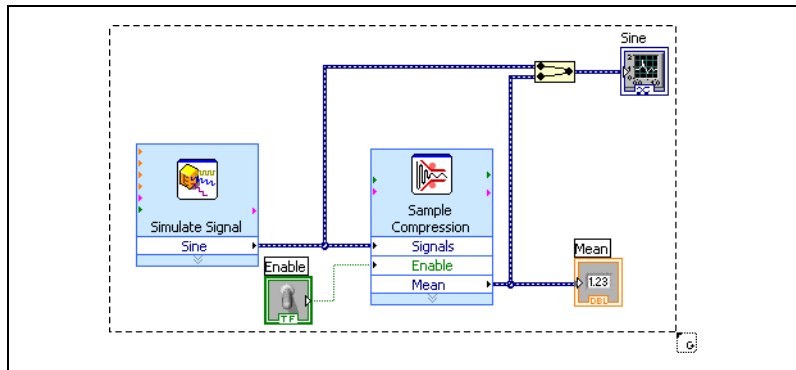 Sine
Simulate Signal
Sine
Sample
Compression
Signals
Enable
Mean
Enable
TF
Mean
1.23
DBL